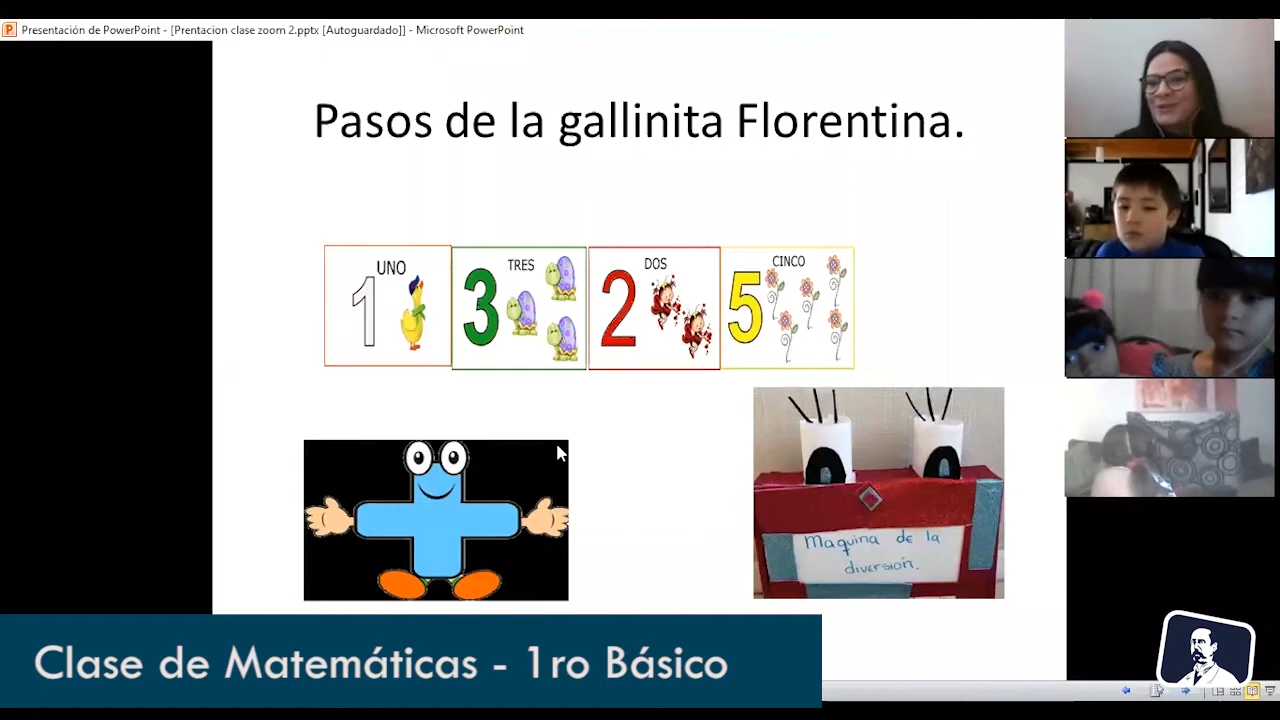 Presentación de PowerPoint - [Prentacion clase zoom 2.pptx [Autoguardado]] - Microsoft PowerPoint
Pasos de la gallinita Florentina.
UNO
1
TRES
3
DOS
2
CINCO
5
Maquina de la
diversión.
Clase de Matemáticas - 1ro Básico